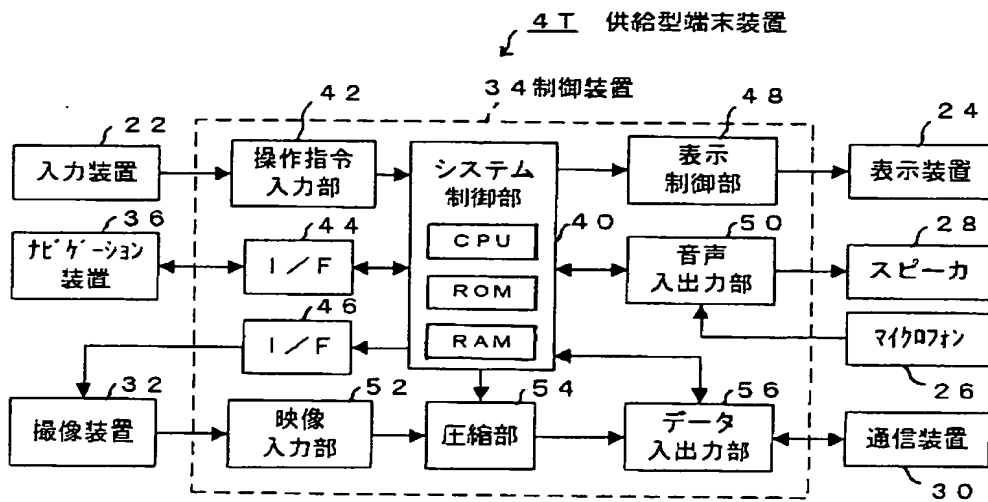 4T 供給型端末装置
34制御装置
42
48
22
24
入力装置
操作指令
入力部
システム
制御部
表示
制御部
表示装置
36
44
40
50
28
ナビゲーション
装置
I/F
CPU
音声
入出力部
スピーカ
ROM
46
I/F
RAM
マイクロフォン
32
52
54
56
26
撮像装置
映像
入力部
圧縮部
データ
入出力部
通信装置
30